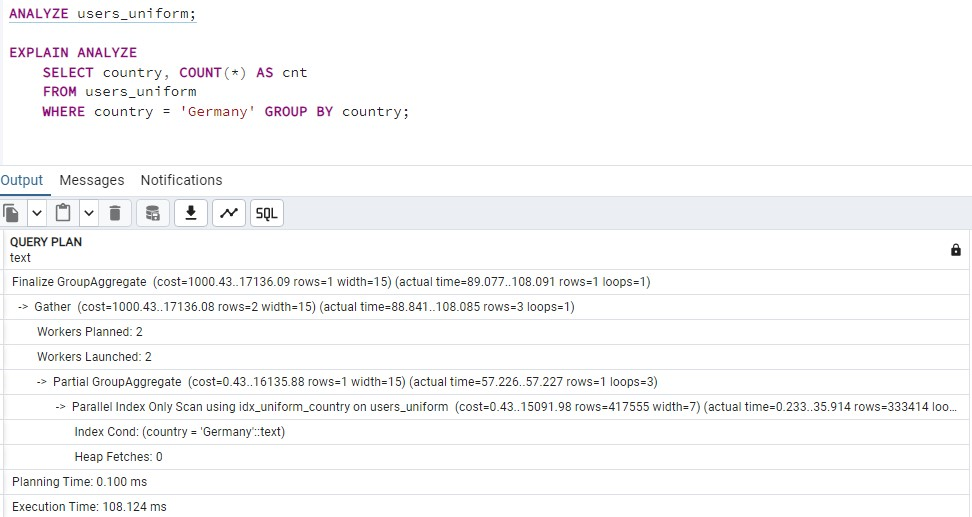 ANALYZE users_uniform;
EXPLAIN ANALYZE
SELECT country, COUNT(*) AS cnt
FROM users_uniform
WHERE country = 'Germany' GROUP BY country;
Output Messages Notifications
SQL
QUERY PLAN
text
Finalize GroupAggregate (cost=1000.43..17136.09 rows=1 width=15) (actual time=89.077..108.091 rows=1 loops=1)
-> Gather (cost=1000.43..17136.08 rows=2 width=15) (actual time=88.841..108.085 rows=3 loops=1)
Workers Planned: 2
Workers Launched: 2
-> Partial GroupAggregate (cost=0.43..16135.88 rows=1 width=15) (actual time=57.226..57.227 rows=1 loops=3)
-> Parallel Index Only Scan using idx_uniform_country on users_uniform (cost=0.43..15091.98 rows=417555 width=7) (actual time=0.233..35.914 rows=333414 loo...
Index Cond: (country = 'Germany'::text)
Heap Fetches: 0
Planning Time: 0.100 ms
Execution Time: 108.124 ms